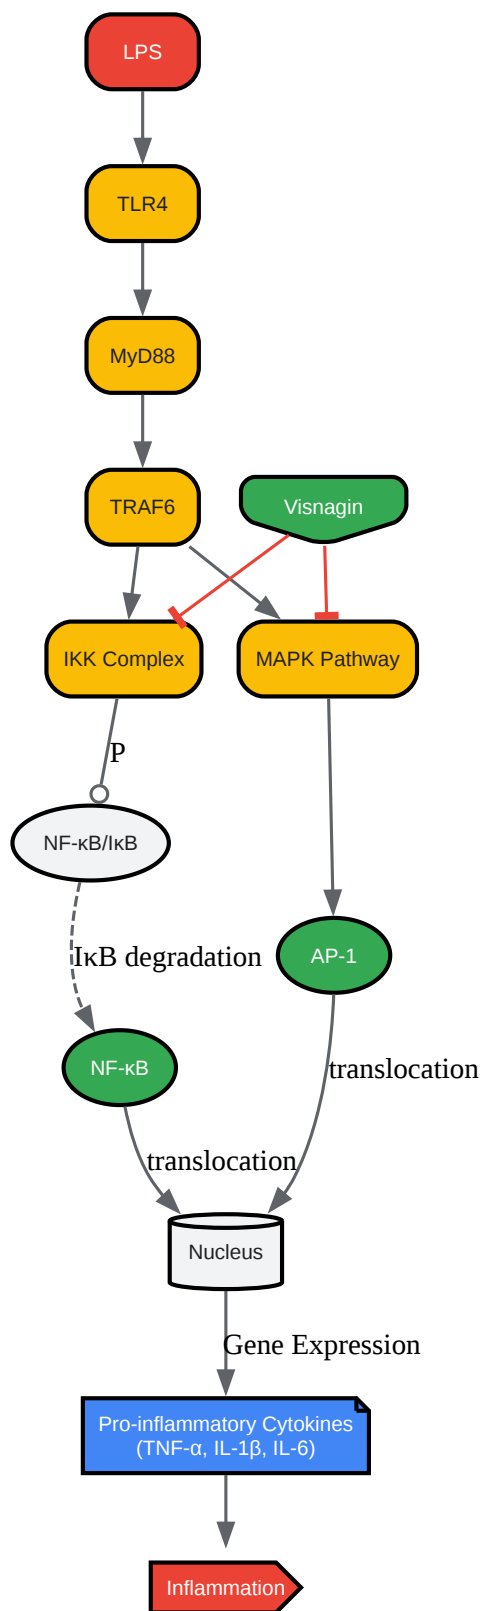 LPS
TLR4
MyD88
TRAF6
Visnagin
IKK Complex
MAPK Pathway
P
NF-κB/IκB
IκB degradation
AP-1
NF-κB
translocation
translocation
Nucleus
Gene Expression
Pro-inflammatory Cytokines
(TNF-α, IL-1β, IL-6)
Inflammation